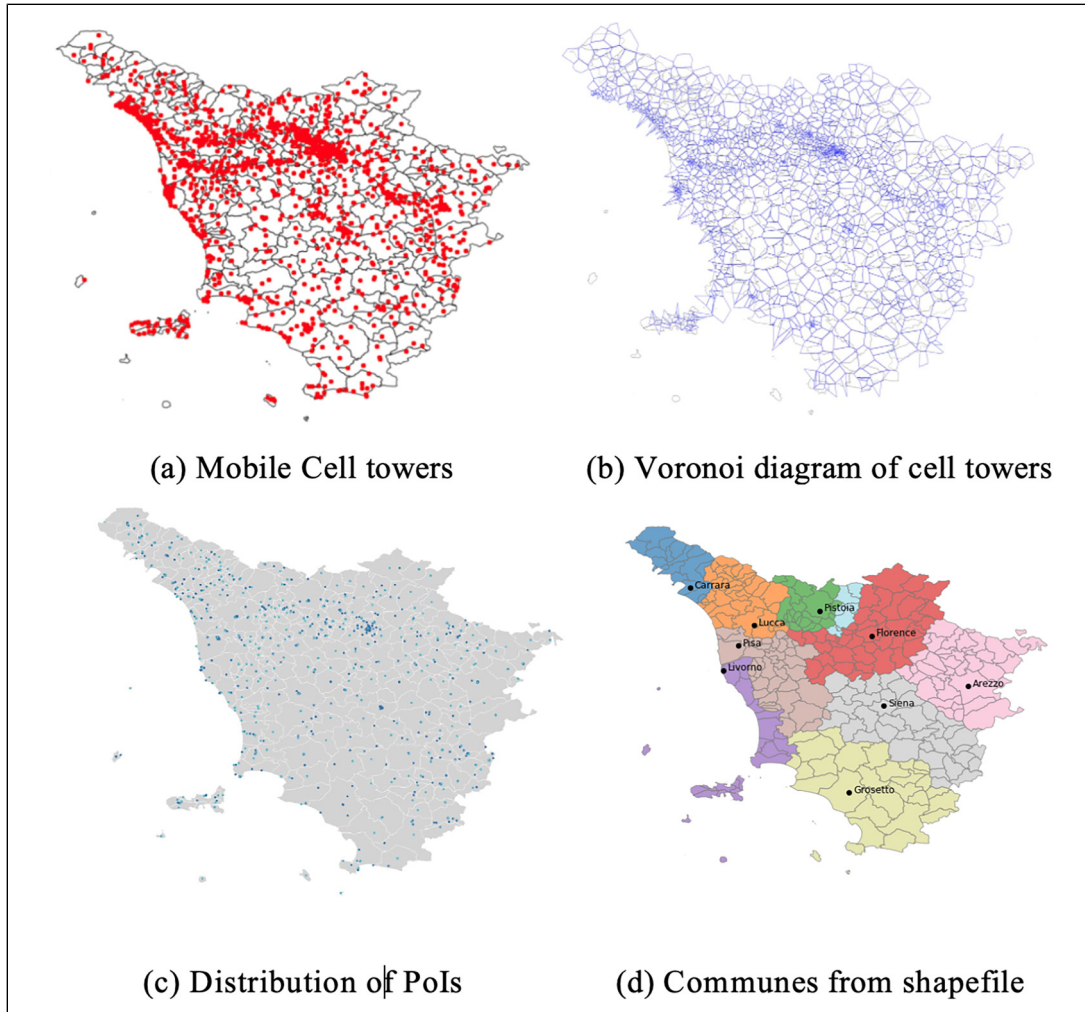 (a) Mobile Cell towers
(b) Voronoi diagram of cell towers
Carrara
Pistoia
Lucca
Florence
Pisa
Livorno
Arezzo
Siena
Grosetto
(c) Distribution of PoIs
(d) Communes from shapefile